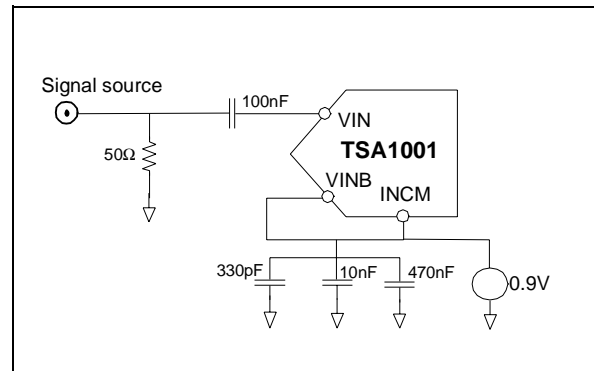 Signal source
100nF
VIN
50Ω
TSA1001
VINB
INCM
330pF
10nF
470nF
0.9V